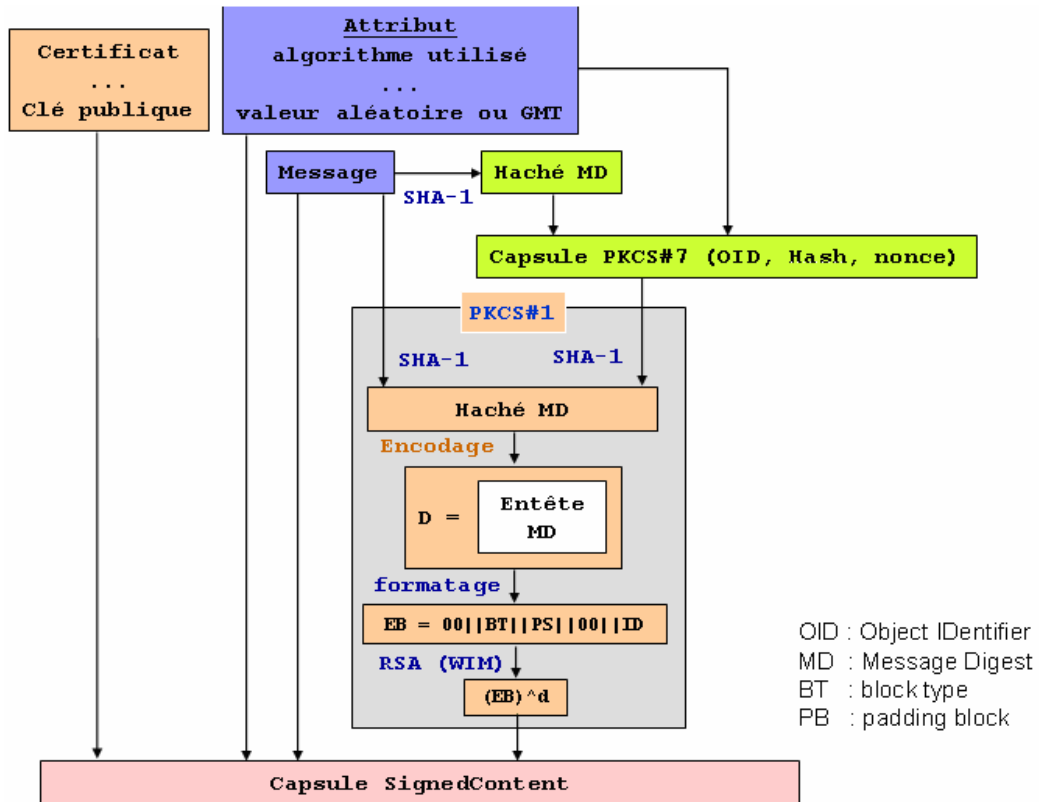 Certificat
...
Clé publique
Attribut
algorithme utilisé
...
valeur aléatoire ou GMT
Message
SHA-1
Haché MD
Capsule PKCS#7 (OID, Hash, nonce)
PKCS#1
SHA-1
SHA-1
Haché MD
Encodage
D =
Entête
MD
formatage
EB = 00||BT||PS||00||ID
RSA (WIM)
(EB)^d
OID : Object IDentifier
MD : Message Digest
BT : block type
PB : padding block
Capsule SignedContent